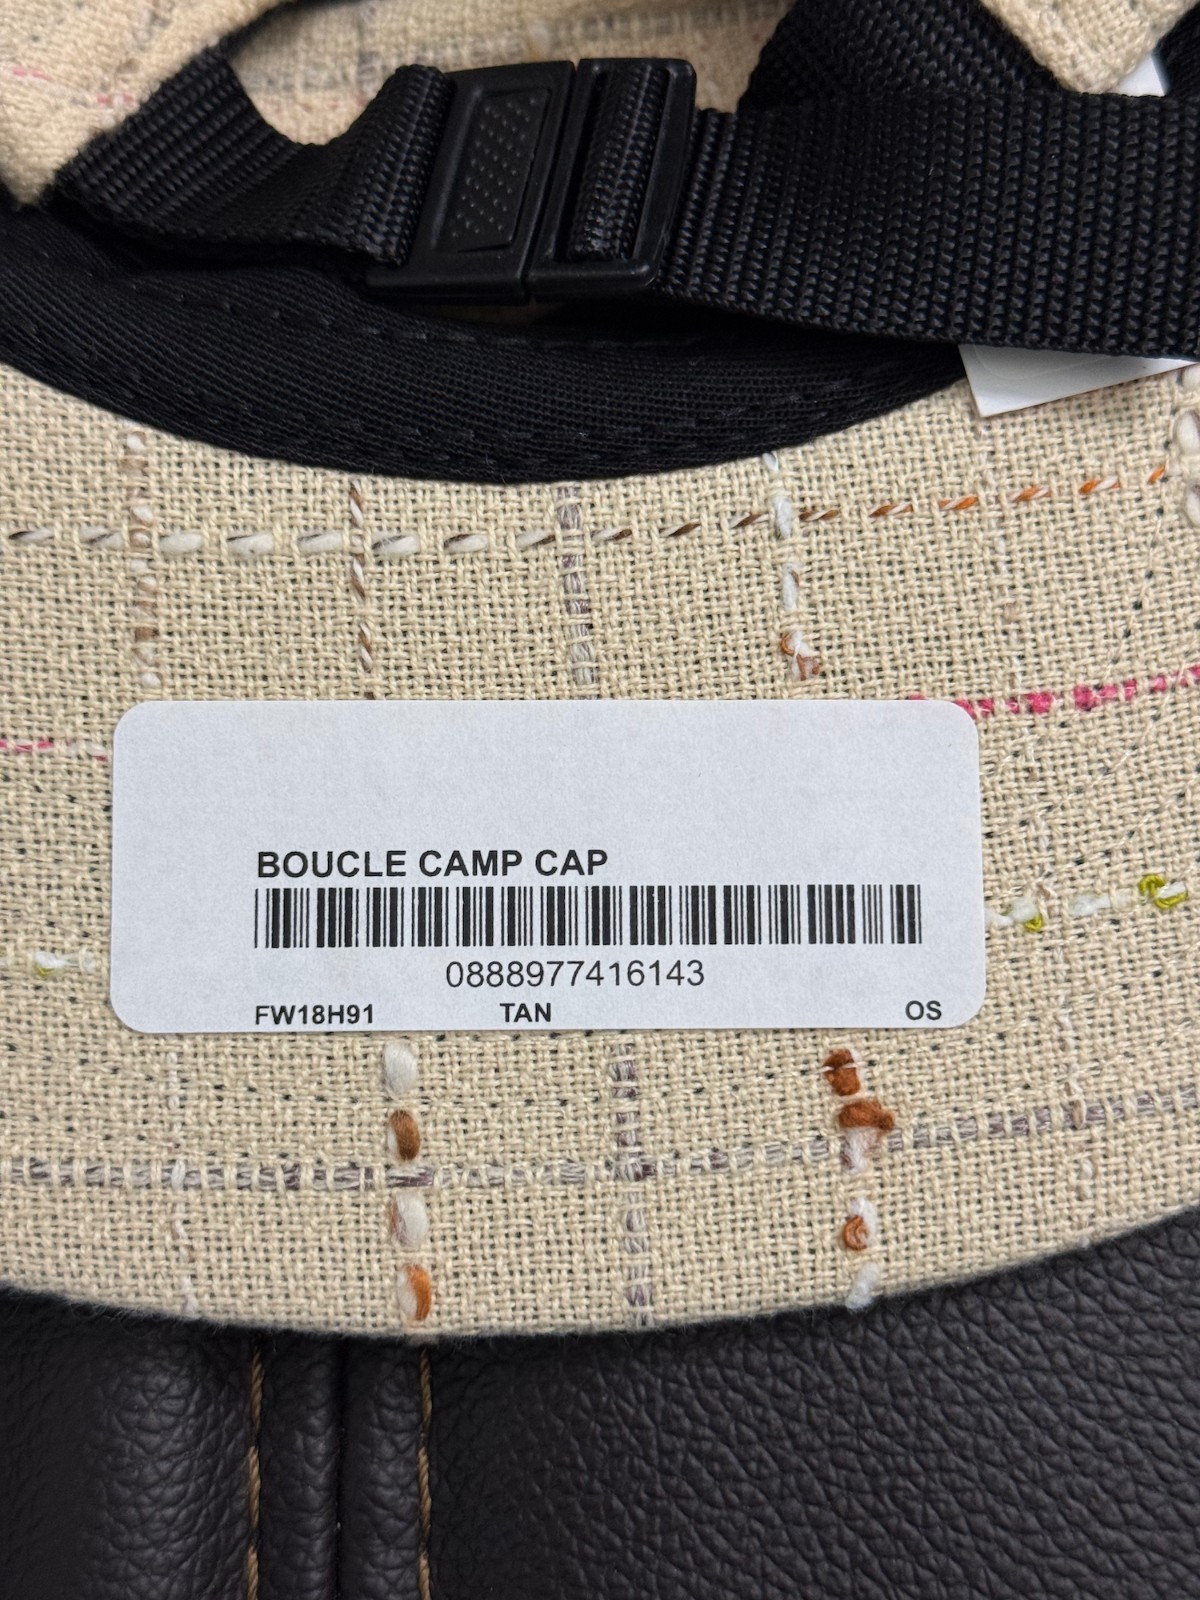 BOUCLE CAMP CAP
0888977416143
FW18H91 TAN OS